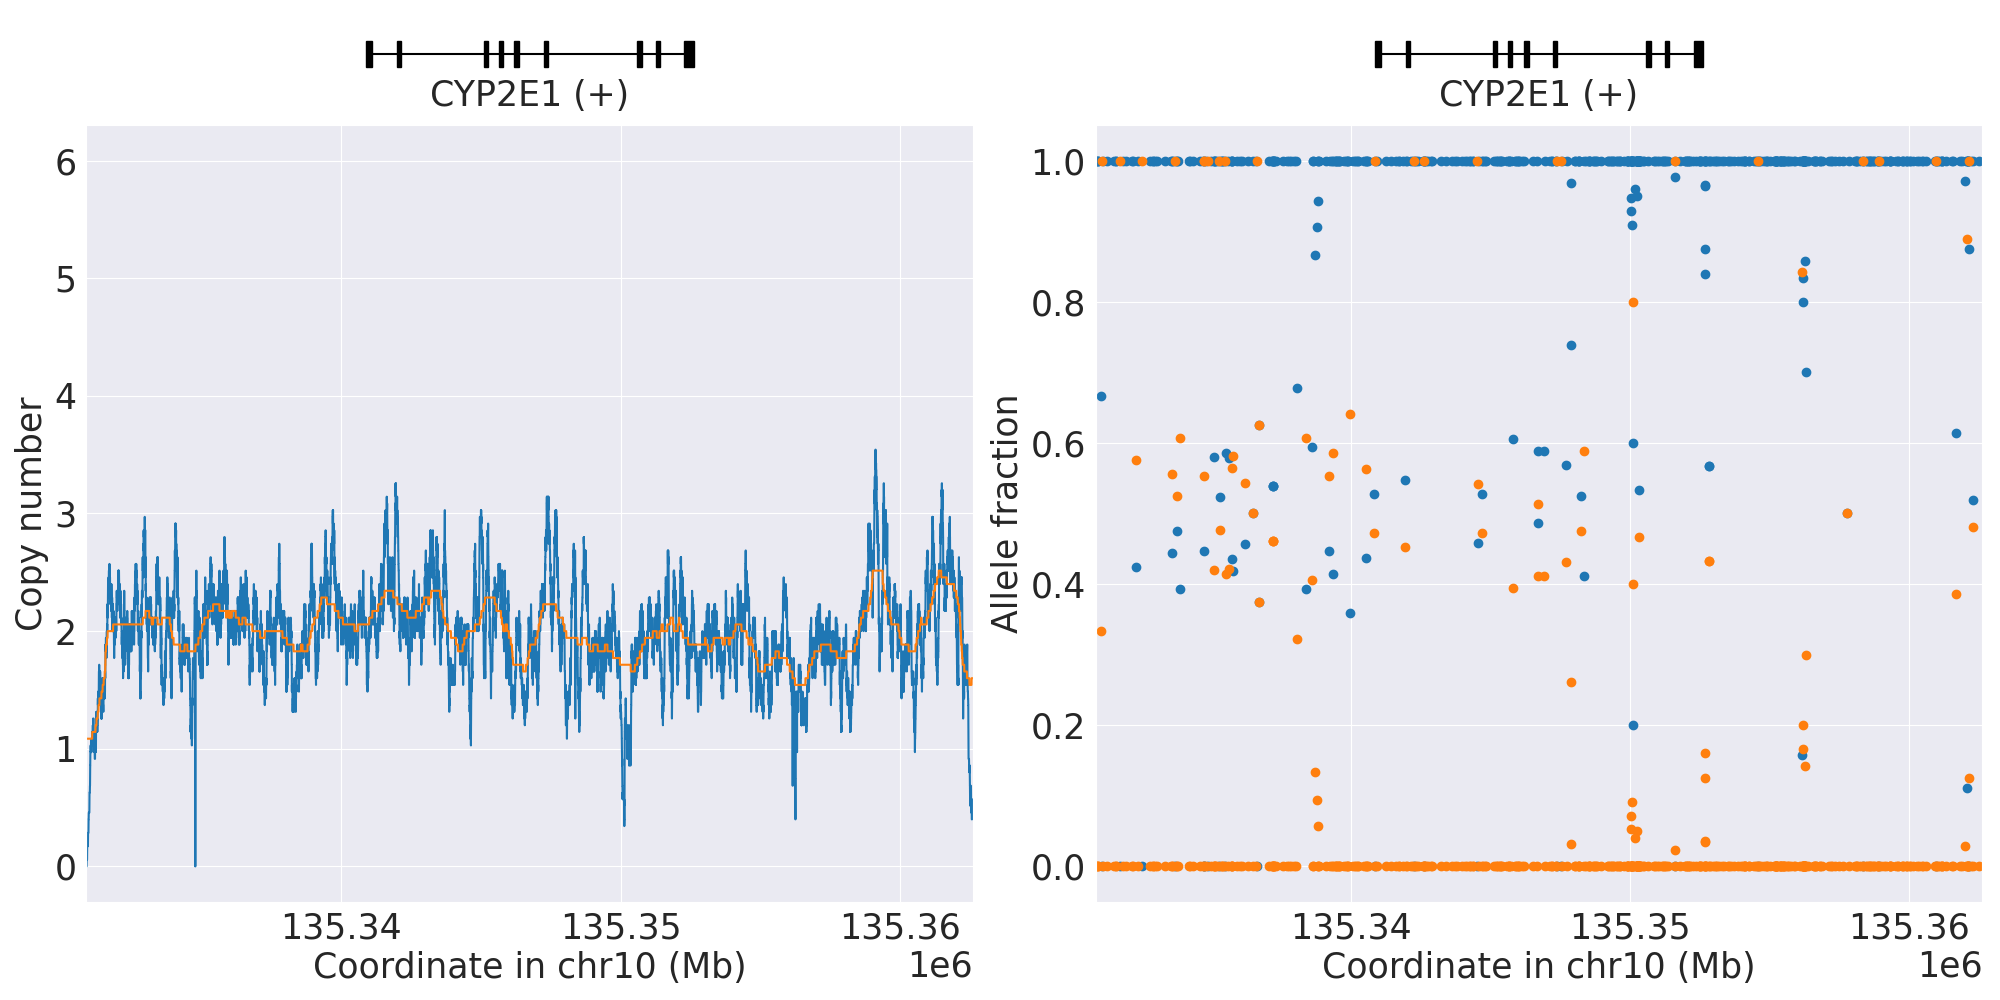 CYP2E1 (+)
6
5
4
3
2
1
0
Copy number
135.34 135.35 135.36
Coordinate in chr10 (Mb)
1e6
CYP2E1 (+)
1.0
0.8
0.6
0.4
0.2
0.0
Allele fraction
135.34 135.35 135.36
Coordinate in chr10 (Mb)
1e6